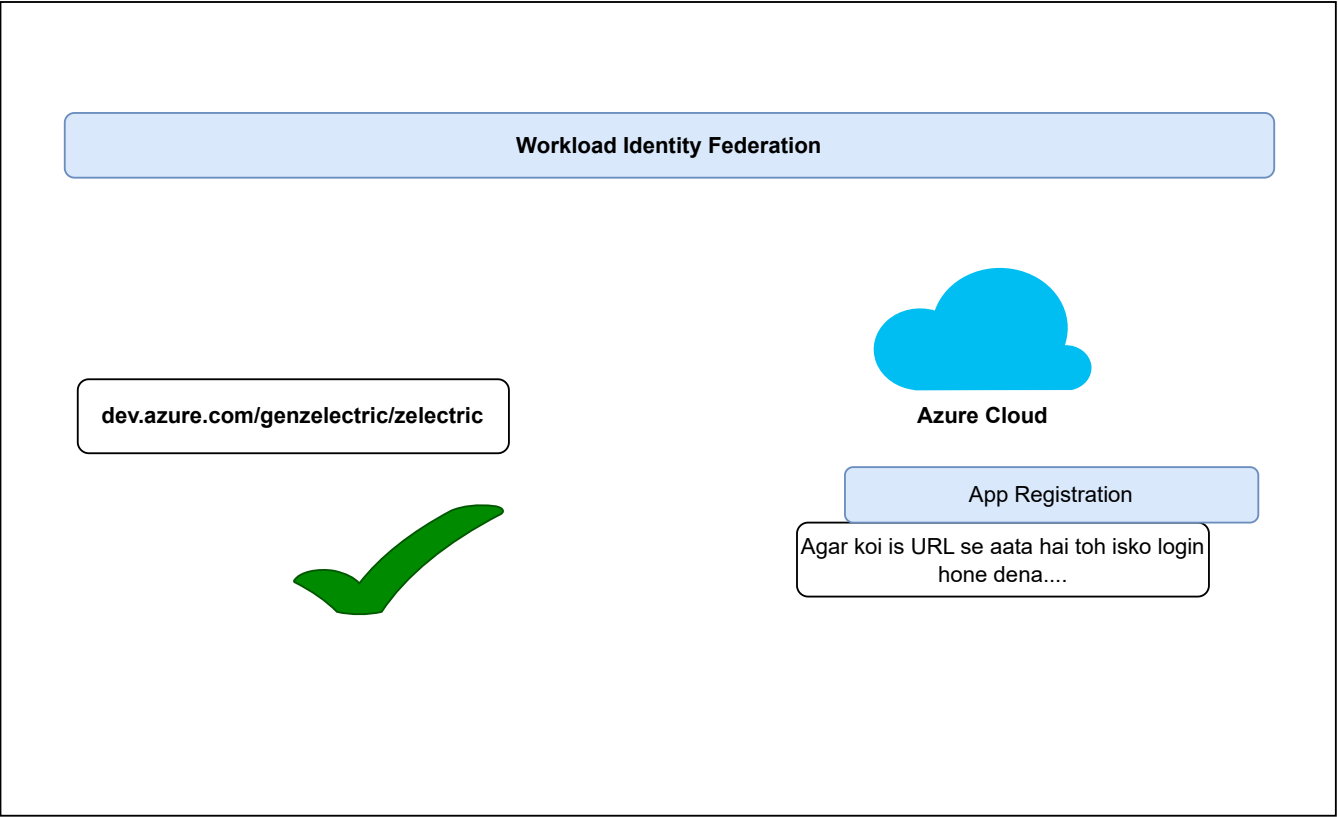 Workload Identity Federation
dev.azure.com/genzelectric/zelectric
Azure Cloud
App Registration
Agar koi is URL se aata hai toh isko login
hone dena....